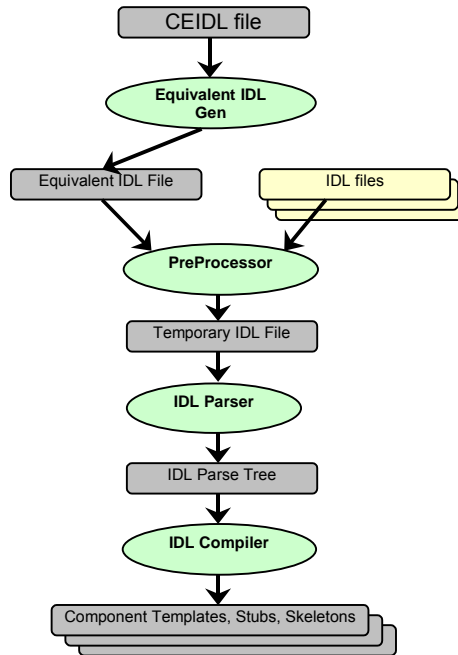 CEIDL file
Equivalent IDL
Gen
Equivalent IDL File
IDL files
PreProcessor
Temporary IDL File
IDL Parser
IDL Parse Tree
IDL Compiler
Component Templates, Stubs, Skeletons